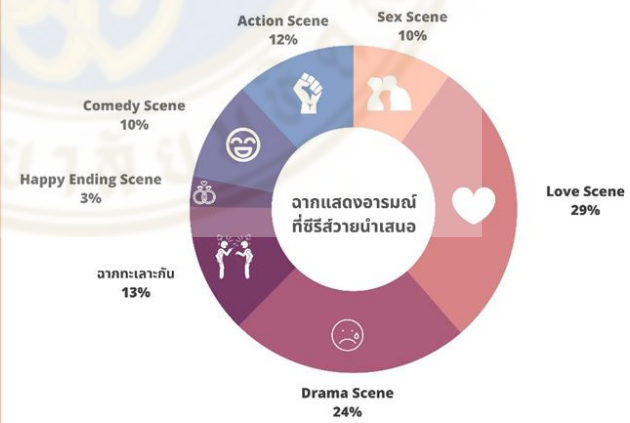 Action Scene
12%
Sex Scene
10%
Comedy Scene
10%
Happy Ending Scene
3%
Love Scene
29%
ฉากแสดงอารมณ์
ที่ซีรีส์วายนำเสนอ
ฉากทะเลาะกัน
13%
Drama Scene
24%